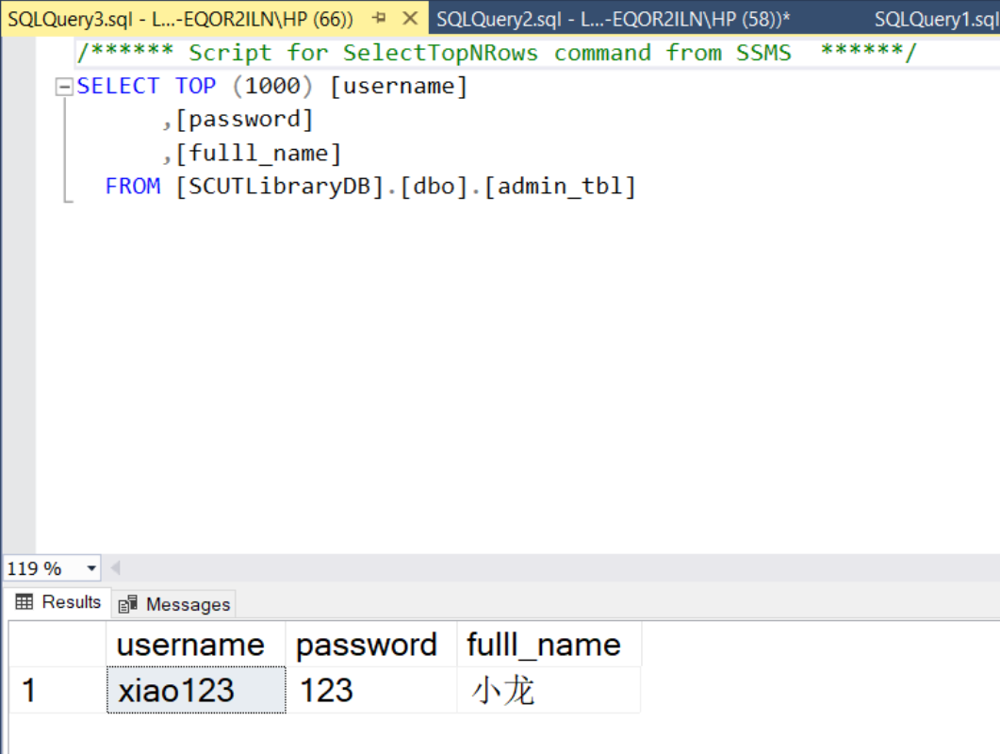 SQLQuery3.sql - L...-EQOR2ILN\HP (66)) SQLQuery2.sql - L...-EQOR2ILN\HP (58))* SQLQuery1.sql
/****** Script for SelectTopNRows command from SSMS  ******/
SELECT TOP (1000) [username]
,[password]
,[fulll_name]
FROM [SCUTLibraryDB].[dbo].[admin_tbl]
119 %
Results Messages
username password fulll_name
1 xiao123 123 小龙